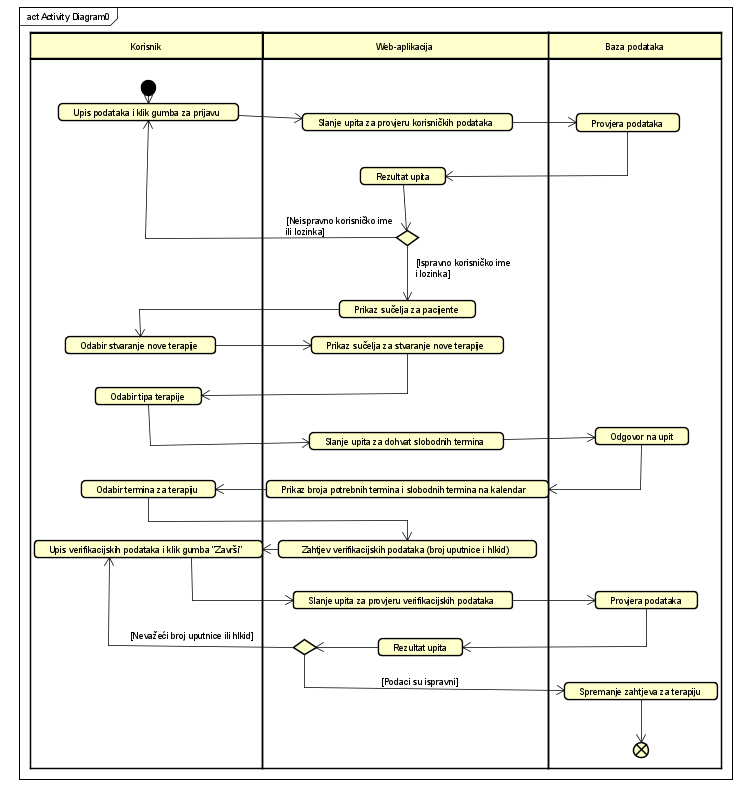 act Activity Diagram0
Korisnik
Web-aplikacija
Baza podataka
Upis podataka i klik gumba za prijavu
Slanje upita za provjeru korisničkih podataka
Provjera podataka
Rezultat upita
[Neispravno korisničko ime
ili lozinka]
[Ispravno korisničko ime
i lozinka]
Prikaz sučelja za pacijente
Odabir stvaranje nove terapije
Prikaz sučelja za stvaranje nove terapije
Odabir tipa terapije
Slanje upita za dohvat slobodnih termina
Odgovor na upit
Odabir termina za terapiju
Prikaz broja potrebnih termina i slobodnih termina na kalendar
Upis verifikacijskih podataka i klik gumba "Završi"
Zahtjev verifikacijskih podataka (broj uputnice i hlkid)
Slanje upita za provjeru verifikacijskih podataka
Provjera podataka
[Nevažeći broj uputnice ili hlkid]
Rezultat upita
[Podaci su ispravni]
Spremanje zahtjeva za terapiju